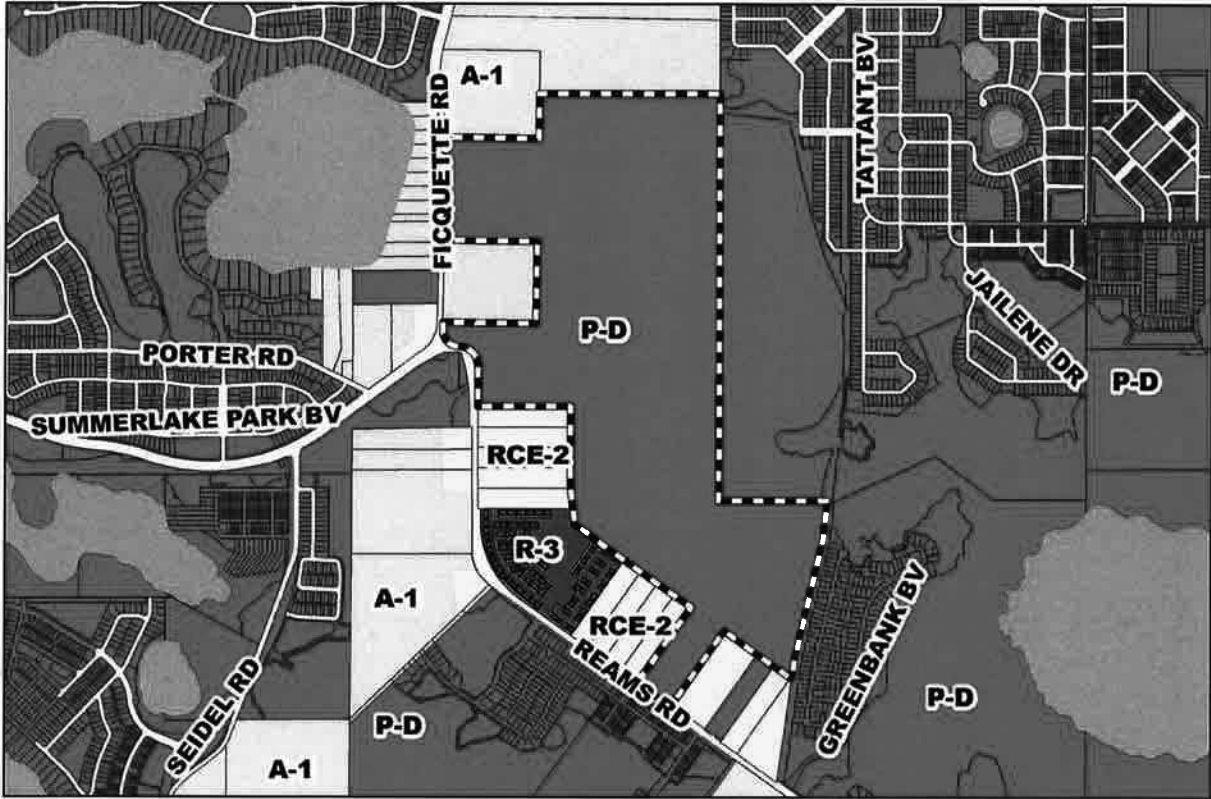 A-1
FICQUETTE RD
TATTANT BV
JAILENE DR
P-D
PORTER RD
P-D
SUMMERLAKE PARK BV
RCE-2
R-3
A-1
RCE-2
REAMS RD
GREENBANK BV
SEIDEL RD
P-D
P-D
A-1